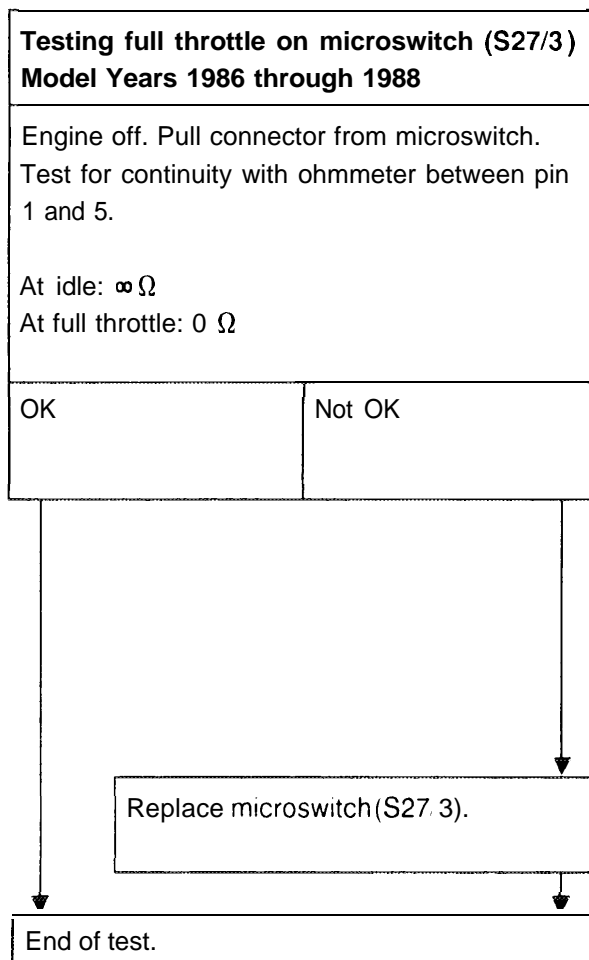 Testing full throttle on microswitch (S27/3)
Model Years 1986 through 1988
Engine off. Pull connector from microswitch.
Test for continuity with ohmmeter between pin
1 and 5.
At idle: ∞ Ω
At full throttle: 0 Ω
OK
Not OK
Replace microswitch (S27/3).
End of test.